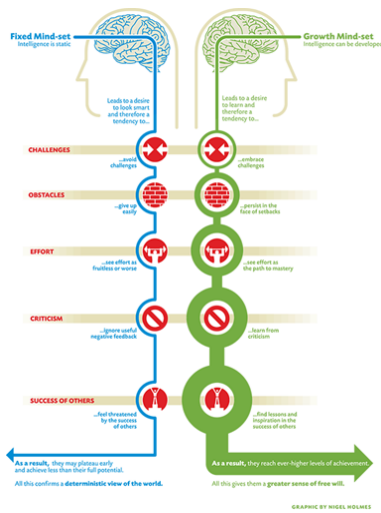 Fixed Mind-set
Intelligence is static
Growth Mind-set
Intelligence can be developed
Leads to a desire
to look smart
and therefore a
tendency to...
Leads to a desire
to learn and
therefore a
tendency to...
CHALLENGES
...avoid
challenges
...embrace
challenges
OBSTACLES
...give up
easily
...persist in the
face of setbacks
EFFORT
...see effort as
fruitless or worse
...see effort as
the path to mastery
CRITICISM
...ignore useful
negative feedback
...learn from
criticism
SUCCESS OF OTHERS
...feel threatened
by the success
of others
...find lessons and
inspiration in the
success of others
As a result, they may plateau early
and achieve less than their full potential.
All this confirms a deterministic view of the world.
As a result, they reach ever-higher levels of achievement.
All this gives them a greater sense of free will.
GRAPHIC BY NIGEL HOLMES